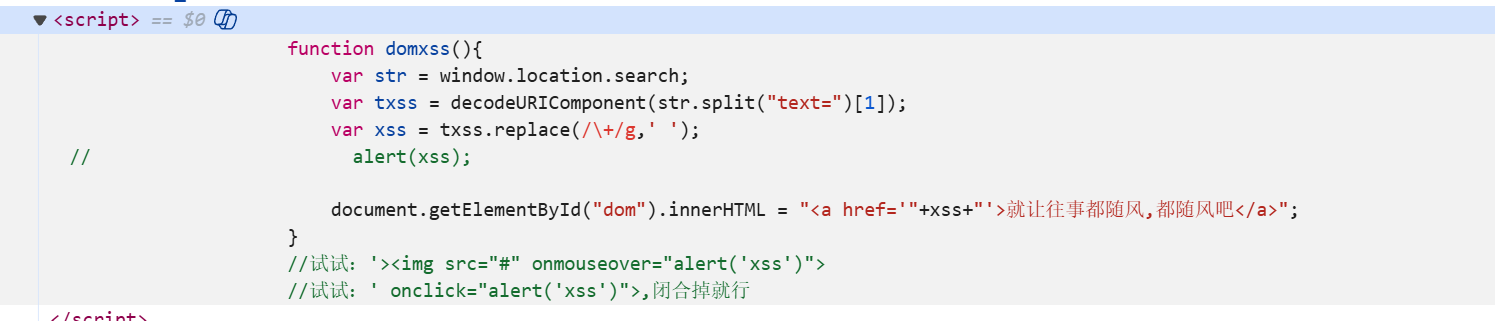 ▼<script> == $0
function domxss(){
var str = window.location.search;
var txss = decodeURIComponent(str.split("text=")[1]);
var xss = txss.replace(/\+/g,' ');
// alert(xss);
document.getElementById("dom").innerHTML = "<a href='"+xss+"'>就让往事都随风,都随风吧</a>";
}
//试试：'><img src="#" onmouseover="alert('xss')">
//试试：' onclick="alert('xss')">,闭合掉就行
</script>